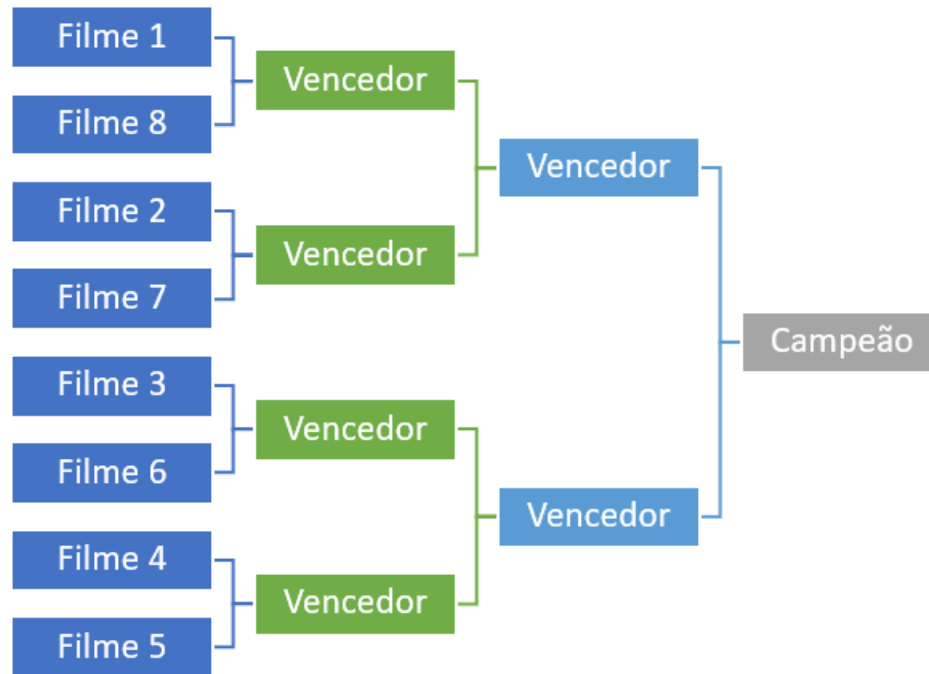 Filme 1
Filme 8
Filme 2
Filme 7
Filme 3
Filme 6
Filme 4
Filme 5
Vencedor
Vencedor
Vencedor
Vencedor
Vencedor
Vencedor
Campeão